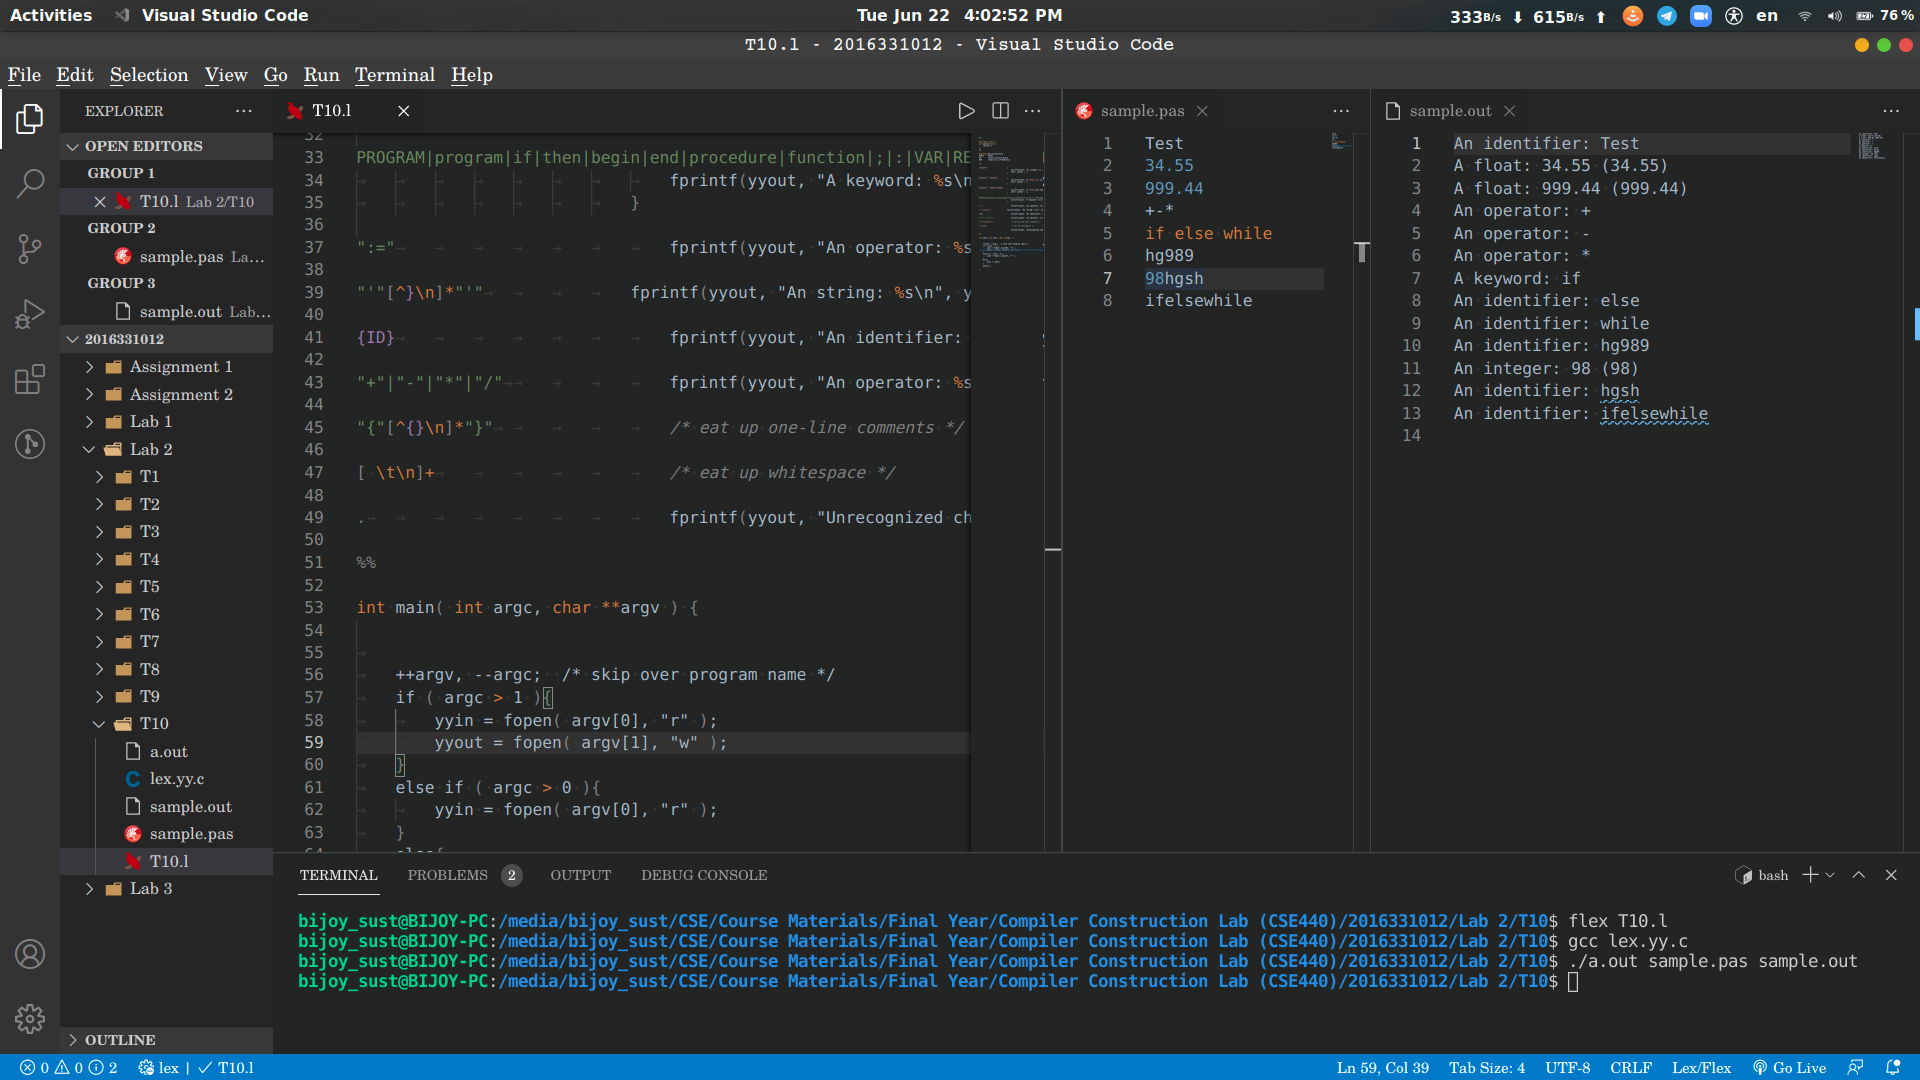 Activities Visual Studio Code Tue Jun 22 4:02:52 PM 333B/s ⬇ 615B/s ⬆ en 76 %
T10.l - 2016331012 - Visual Studio Code
File Edit Selection View Go Run Terminal Help
EXPLORER ···
OPEN EDITORS
GROUP 1
T10.l Lab 2/T10
GROUP 2
sample.pas La...
GROUP 3
sample.out Lab...
2016331012
Assignment 1
Assignment 2
Lab 1
Lab 2
T1
T2
T3
T4
T5
T6
T7
T8
T9
T10
a.out
lex.yy.c
sample.out
sample.pas
T10.l
Lab 3
OUTLINE
T10.l
32
33 PROGRAM|program|if|then|begin|end|procedure|function|;|:|VAR|RE
34 fprintf(yyout, "A keyword: %s\n
35 }
36
37 ":=" fprintf(yyout, "An operator: %s
38
39 "'"[^}\n]*"'" fprintf(yyout, "An string: %s\n", y
40
41 {ID} fprintf(yyout, "An identifier:
42
43 "+"|"-"|"*"|"/" fprintf(yyout, "An operator: %s
44
45 "{"[^{}\n]*"}" /* eat up one-line comments */
46
47 [ \t\n]+ /* eat up whitespace */
48
49 . fprintf(yyout, "Unrecognized ch
50
51 %%
52
53 int main( int argc, char **argv ) {
54
55
56 ++argv, --argc; /* skip over program name */
57 if ( argc > 1 ){
58 yyin = fopen( argv[0], "r" );
59 yyout = fopen( argv[1], "w" );
60 }
61 else if ( argc > 0 ){
62 yyin = fopen( argv[0], "r" );
63 }
64 else{
sample.pas
1 Test
2 34.55
3 999.44
4 +-*
5 if else while
6 hg989
7 98hgsh
8 ifelsewhile
sample.out
1 An identifier: Test
2 A float: 34.55 (34.55)
3 A float: 999.44 (999.44)
4 An operator: +
5 An operator: -
6 An operator: *
7 A keyword: if
8 An identifier: else
9 An identifier: while
10 An identifier: hg989
11 An integer: 98 (98)
12 An identifier: hgsh
13 An identifier: ifelsewhile
14
TERMINAL PROBLEMS 2 OUTPUT DEBUG CONSOLE bash
bijoy_sust@BIJOY-PC:/media/bijoy_sust/CSE/Course Materials/Final Year/Compiler Construction Lab (CSE440)/2016331012/Lab 2/T10$ flex T10.l
bijoy_sust@BIJOY-PC:/media/bijoy_sust/CSE/Course Materials/Final Year/Compiler Construction Lab (CSE440)/2016331012/Lab 2/T10$ gcc lex.yy.c
bijoy_sust@BIJOY-PC:/media/bijoy_sust/CSE/Course Materials/Final Year/Compiler Construction Lab (CSE440)/2016331012/Lab 2/T10$ ./a.out sample.pas sample.out
bijoy_sust@BIJOY-PC:/media/bijoy_sust/CSE/Course Materials/Final Year/Compiler Construction Lab (CSE440)/2016331012/Lab 2/T10$
0 0 2 lex | T10.l Ln 59, Col 39 Tab Size: 4 UTF-8 CRLF Lex/Flex Go Live